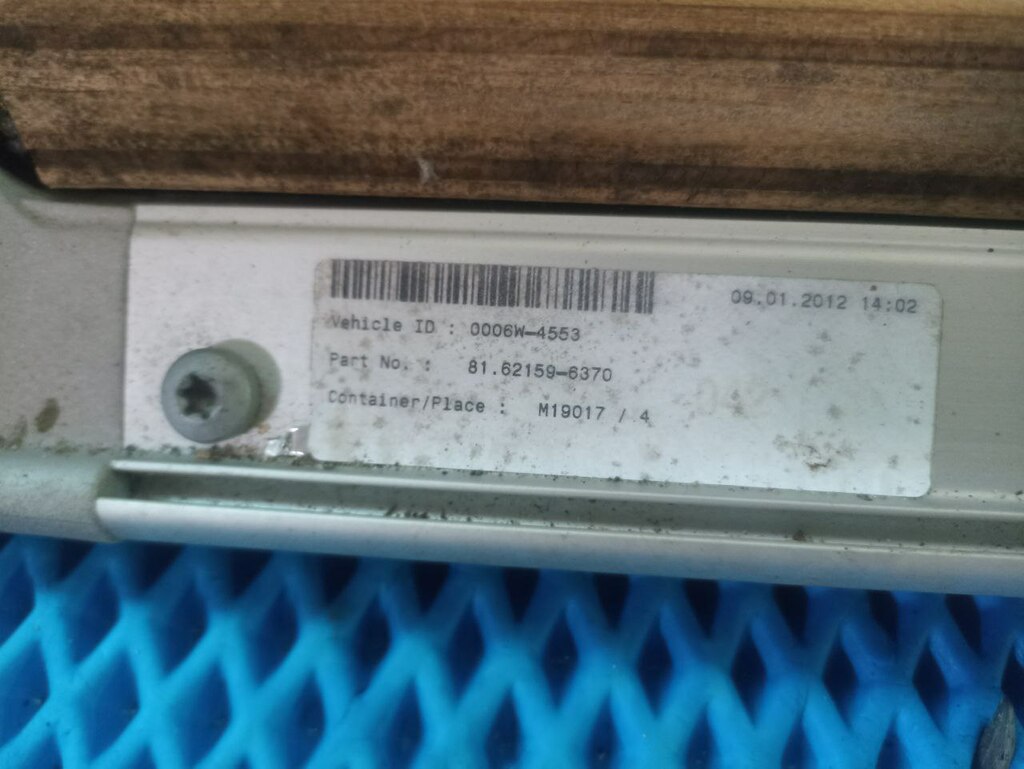 09.01.2012 14:02
Vehicle ID : 0006W-4553
Part No. : 81.62159-6370
Container/Place : M19017 / 4